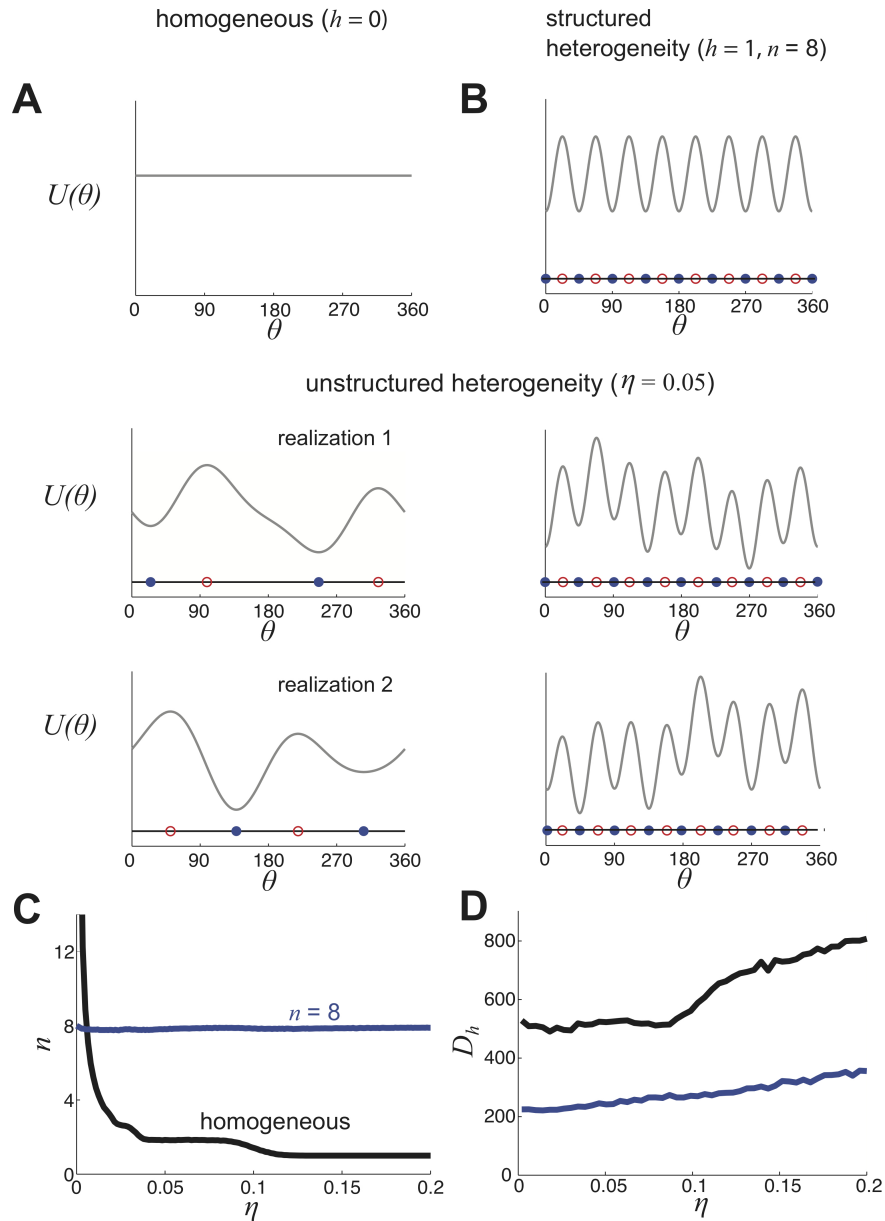 homogeneous (h = 0)
structured
heterogeneity (h = 1, n = 8)
A
B
U(θ)
0 90 180 270 360
θ
0 90 180 270 360
θ
unstructured heterogeneity (η = 0.05)
realization 1
U(θ)
0 90 180 270 360
θ
0 90 180 270 360
θ
realization 2
U(θ)
0 90 180 270 360
θ
0 90 180 270 360
θ
C
D
12
8
4
0
n
n = 8
homogeneous
0 0.05 0.1 0.15 0.2
η
800
600
400
200
0
D_h
0 0.05 0.1 0.15 0.2
η